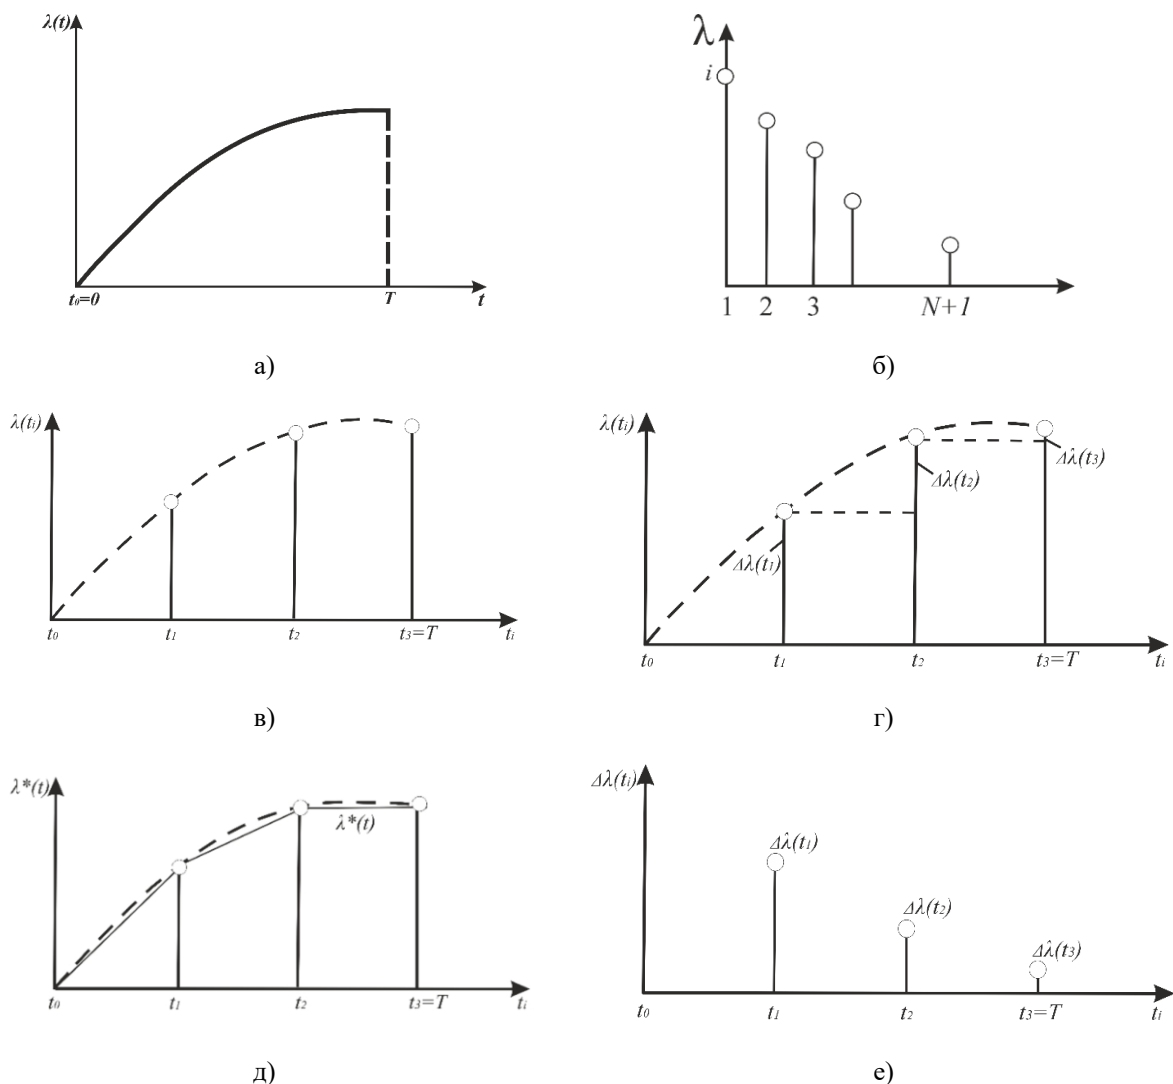 λ(t)
t₀=0
T
t
а)
λ
i
1 2 3 N+1
б)
λ(tᵢ)
t₀ t₁ t₂ t₃=T tᵢ
в)
λ(tᵢ)
Δλ(t₁)
Δλ(t₂)
Δλ(t₃)
t₀ t₁ t₂ t₃=T tᵢ
г)
λ*(t)
λ*(t)
t₀ t₁ t₂ t₃=T tᵢ
д)
Δλ(tᵢ)
Δλ(t₁)
Δλ(t₂)
Δλ(t₃)
t₀ t₁ t₂ t₃=T tᵢ
е)